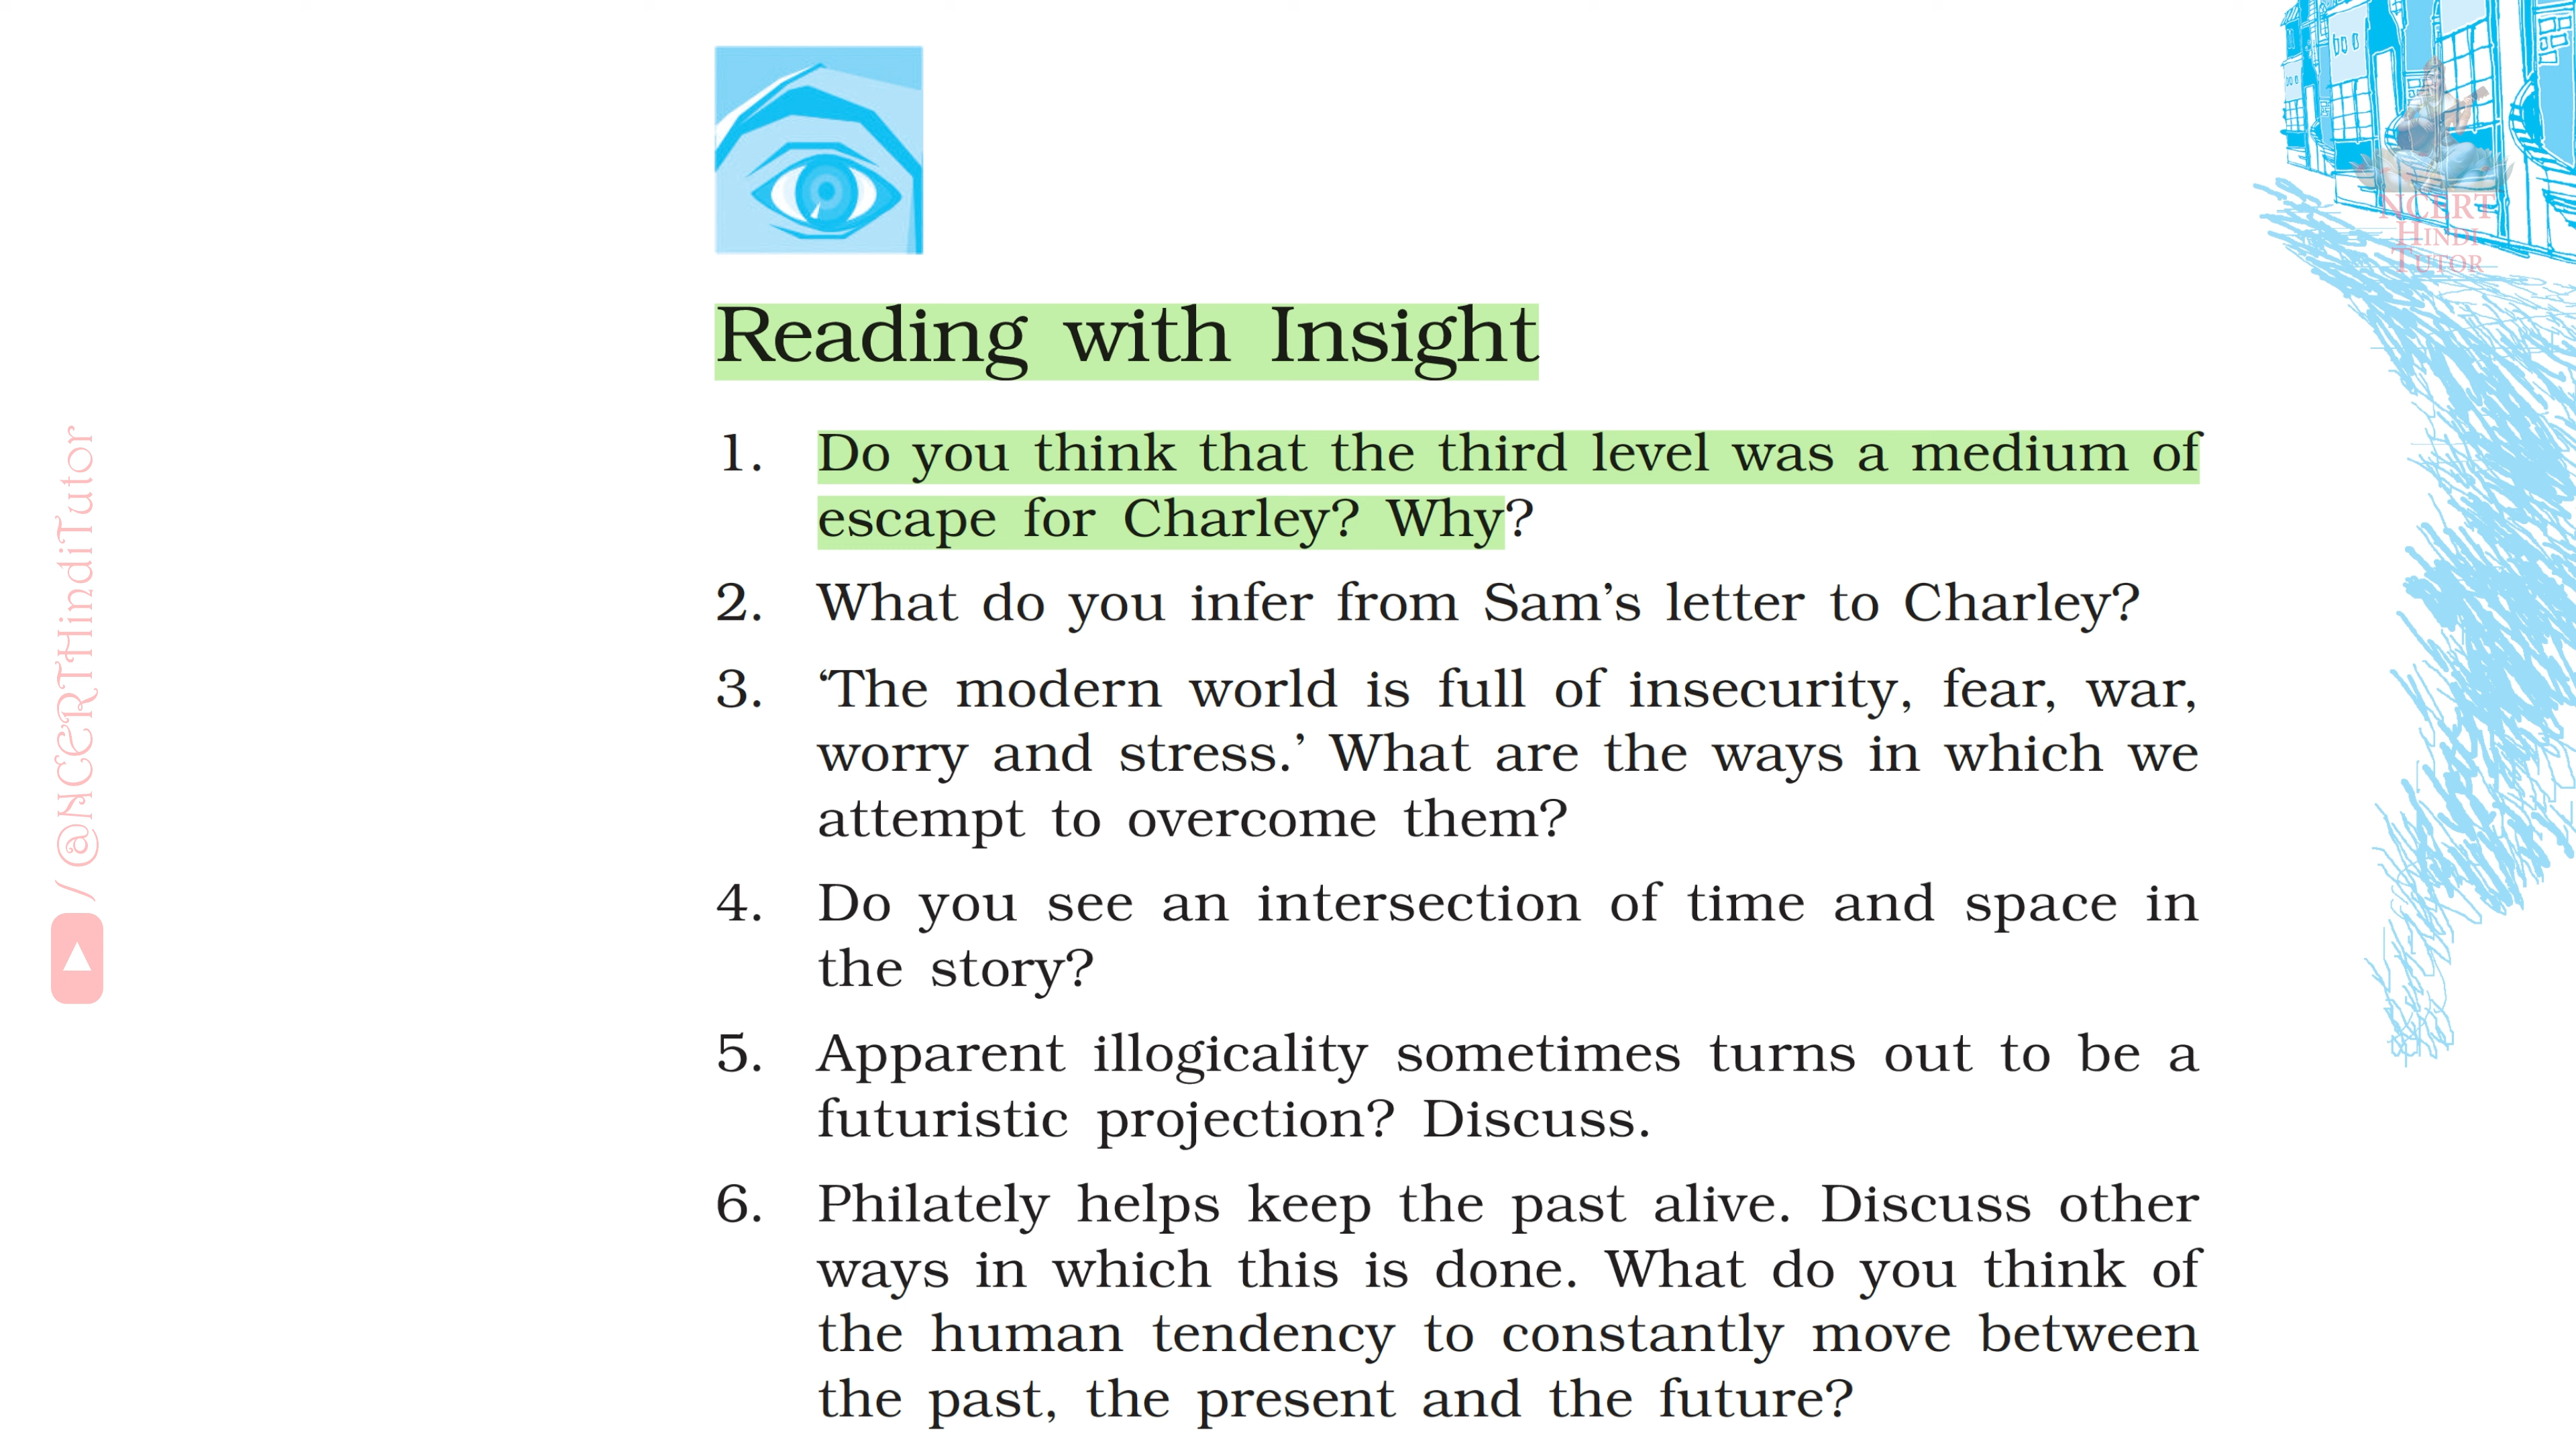 NCERT
HINDI
TUTOR
Reading with Insight
1. Do you think that the third level was a medium of
escape for Charley? Why?
2. What do you infer from Sam’s letter to Charley?
3. ‘The modern world is full of insecurity, fear, war,
worry and stress.’ What are the ways in which we
attempt to overcome them?
4. Do you see an intersection of time and space in
the story?
5. Apparent illogicality sometimes turns out to be a
futuristic projection? Discuss.
6. Philately helps keep the past alive. Discuss other
ways in which this is done. What do you think of
the human tendency to constantly move between
the past, the present and the future?
/ @NCERTHindiTutor